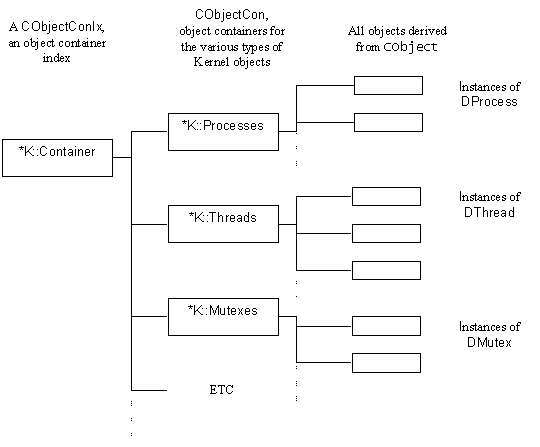 A CObjectConIx,
an object container
index
CObjectCon,
object containers for
the various types of
Kernel objects
All objects derived
from cobject
*K::Container
*K::Processes
Instances of
DProcess
*K::Threads
Instances of
DThread
*K::Mutexes
Instances of
DMutex
ETC